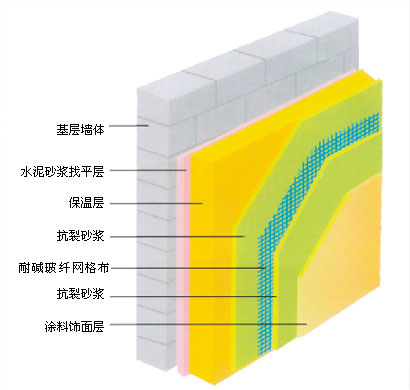 基层墙体
水泥砂浆找平层
保温层
抗裂砂浆
耐碱玻纤网格布
抗裂砂浆
涂料饰面层